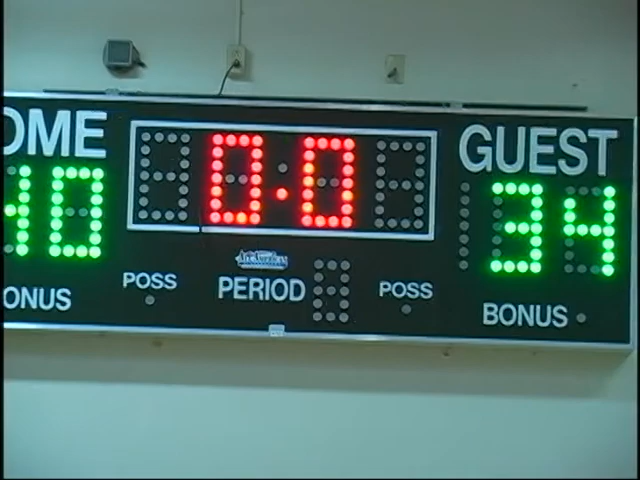 OME 0.0 GUEST
40 34
POSS PERIOD POSS
ONUS BONUS